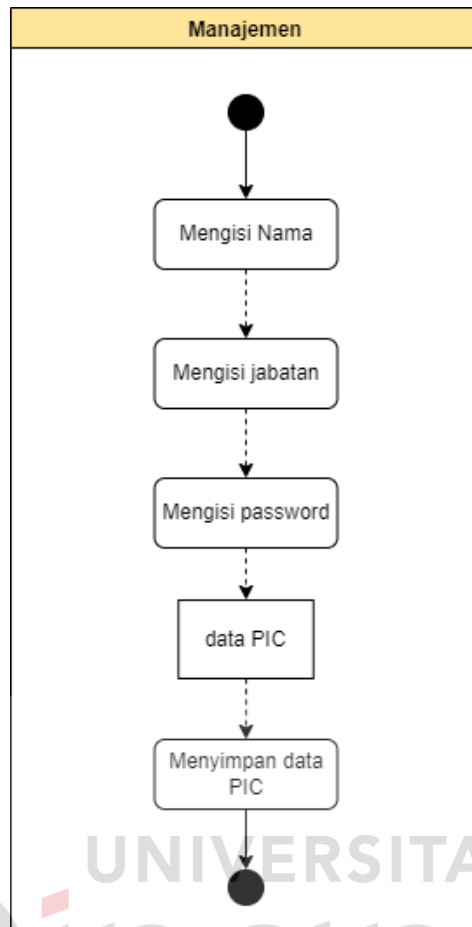 Manajemen
Mengisi Nama
Mengisi jabatan
Mengisi password
data PIC
Menyimpan data
PIC
UNIVERSITA